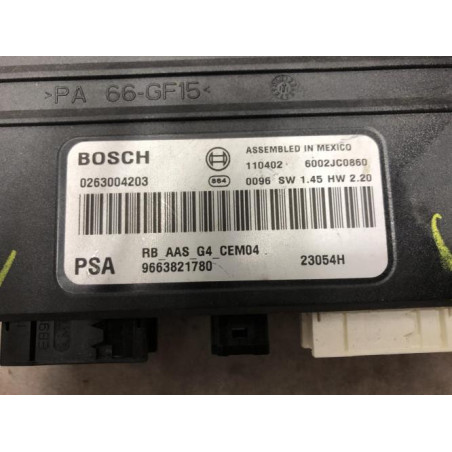 >PA 66-GF15<
BOSCH
ASSEMBLED IN MEXICO
110402 6002JC0860
0263004203
664 0096 SW 1.45 HW 2.20
RB_AAS_G4_CEM04
PSA 9663821780 23054H